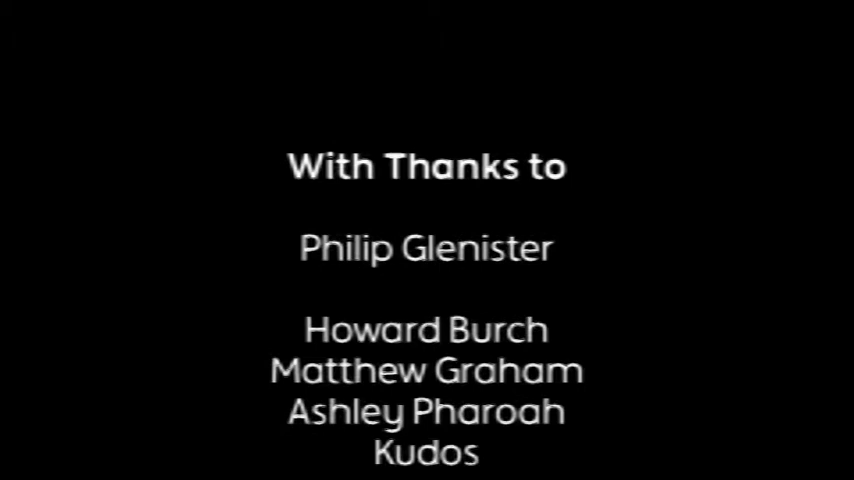 With Thanks to
Philip Glenister
Howard Burch
Matthew Graham
Ashley Pharoah
Kudos